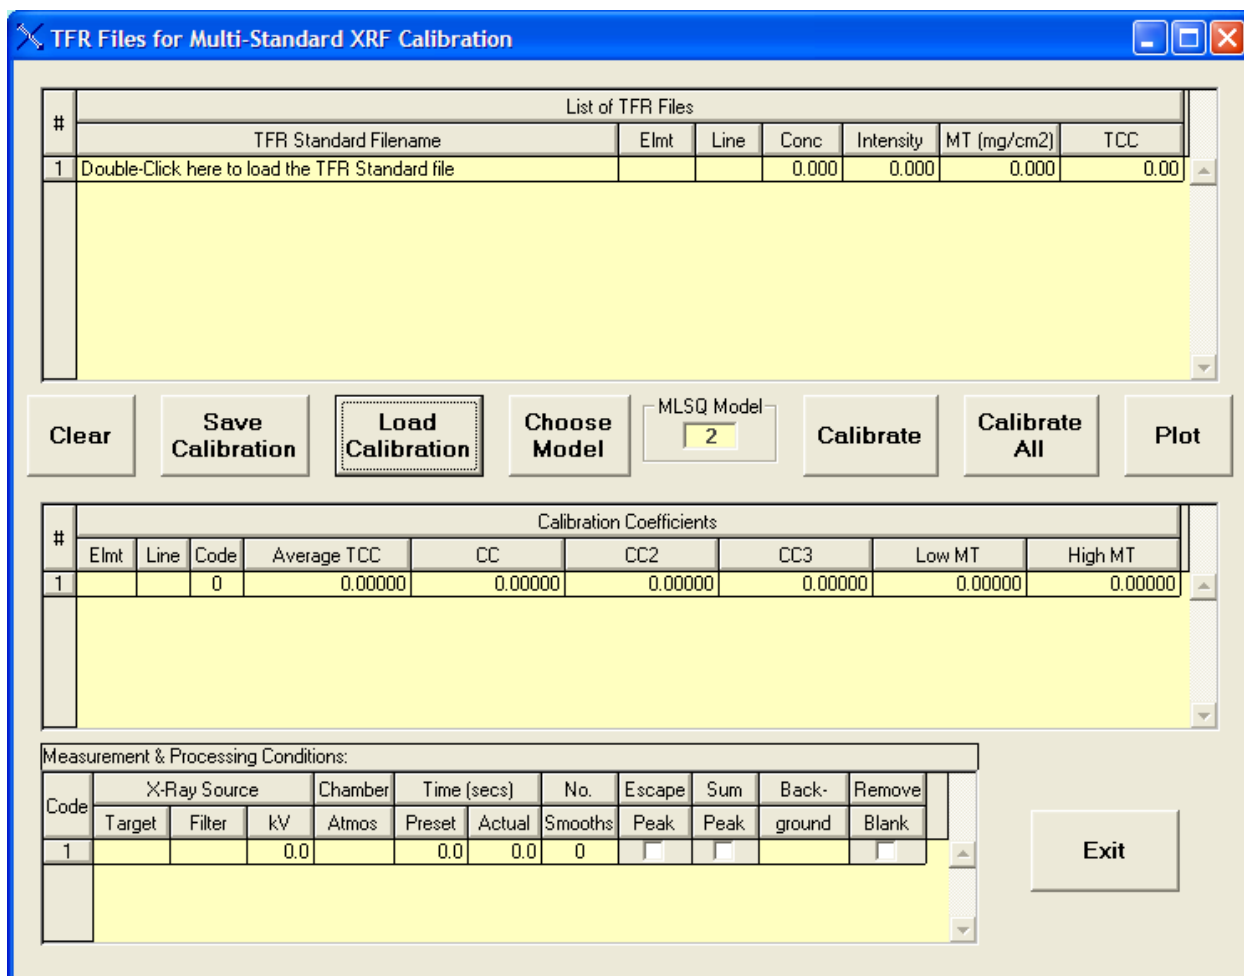 TFR Files for Multi-Standard XRF Calibration
# List of TFR Files
TFR Standard Filename Elmt Line Conc Intensity MT (mg/cm2) TCC
1 Double-Click here to load the TFR Standard file 0.000 0.000 0.000 0.00
Clear
Save
Calibration
Load
Calibration
Choose
Model
MLSQ Model
2
Calibrate
Calibrate
All
Plot
# Calibration Coefficients
Elmt Line Code Average TCC CC CC2 CC3 Low MT High MT
1 0 0.00000 0.00000 0.00000 0.00000 0.00000 0.00000
Measurement & Processing Conditions:
Code X-Ray Source Chamber Time (secs) No. Escape Sum Back- Remove
Target Filter kV Atmos Preset Actual Smooths Peak Peak ground Blank
1 0.0 0.0 0.0 0
Exit